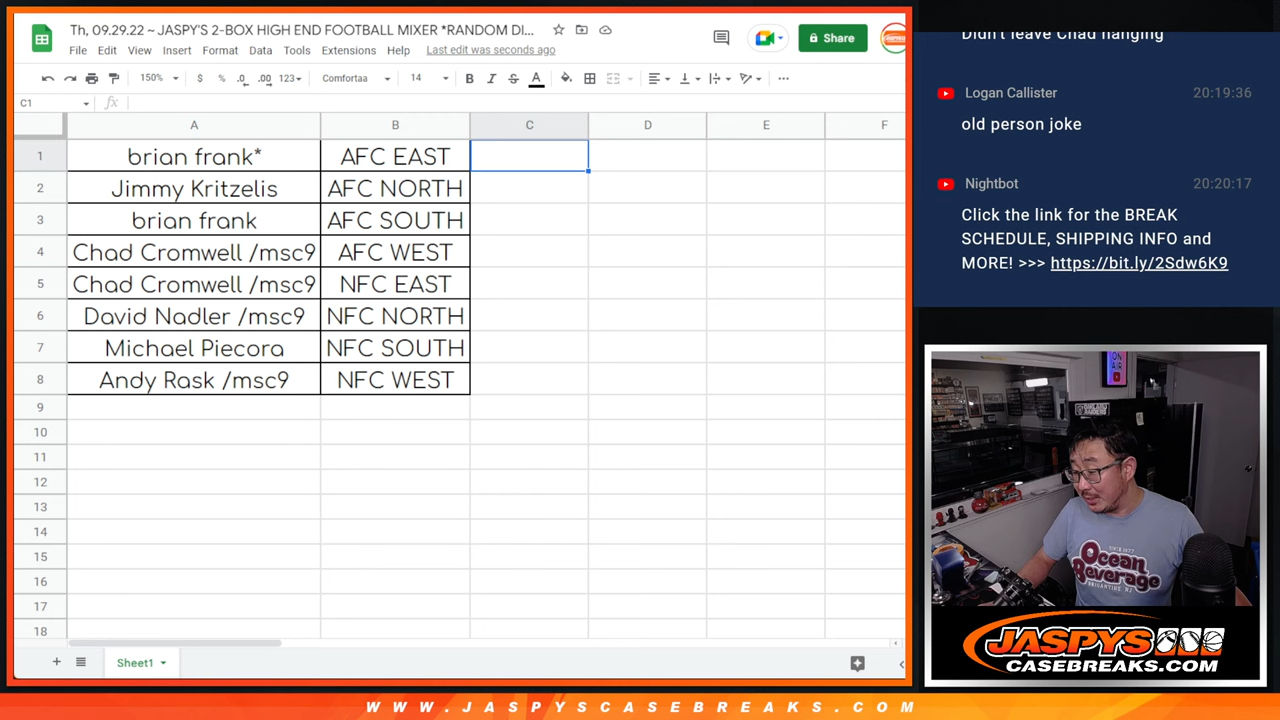 Th, 09.29.22 ~ JASPY'S 2-BOX HIGH END FOOTBALL MIXER *RANDOM DI...
File Edit View Insert Format Data Tools Extensions Help Last edit was seconds ago
Share
150% $ % .0 .00 123 Comfortaa 14 B I S A
C1 fx
A B C D E F
1 brian frank* AFC EAST
2 Jimmy Kritzelis AFC NORTH
3 brian frank AFC SOUTH
4 Chad Cromwell /msc9 AFC WEST
5 Chad Cromwell /msc9 NFC EAST
6 David Nadler /msc9 NFC NORTH
7 Michael Piecora NFC SOUTH
8 Andy Rask /msc9 NFC WEST
9
10
11
12
13
14
15
16
17
18
Sheet1
Didn't leave Chad hanging
Logan Callister 20:19:36
old person joke
Nightbot 20:20:17
Click the link for the BREAK
SCHEDULE, SHIPPING INFO and
MORE! >>> https://bit.ly/2Sdw6K9
ON
AIR
Ocean
Beverage
BRIGANTINE, NJ
JASPYS
CASEBREAKS.COM
WWW.JASPYSCASEBREAKS.COM